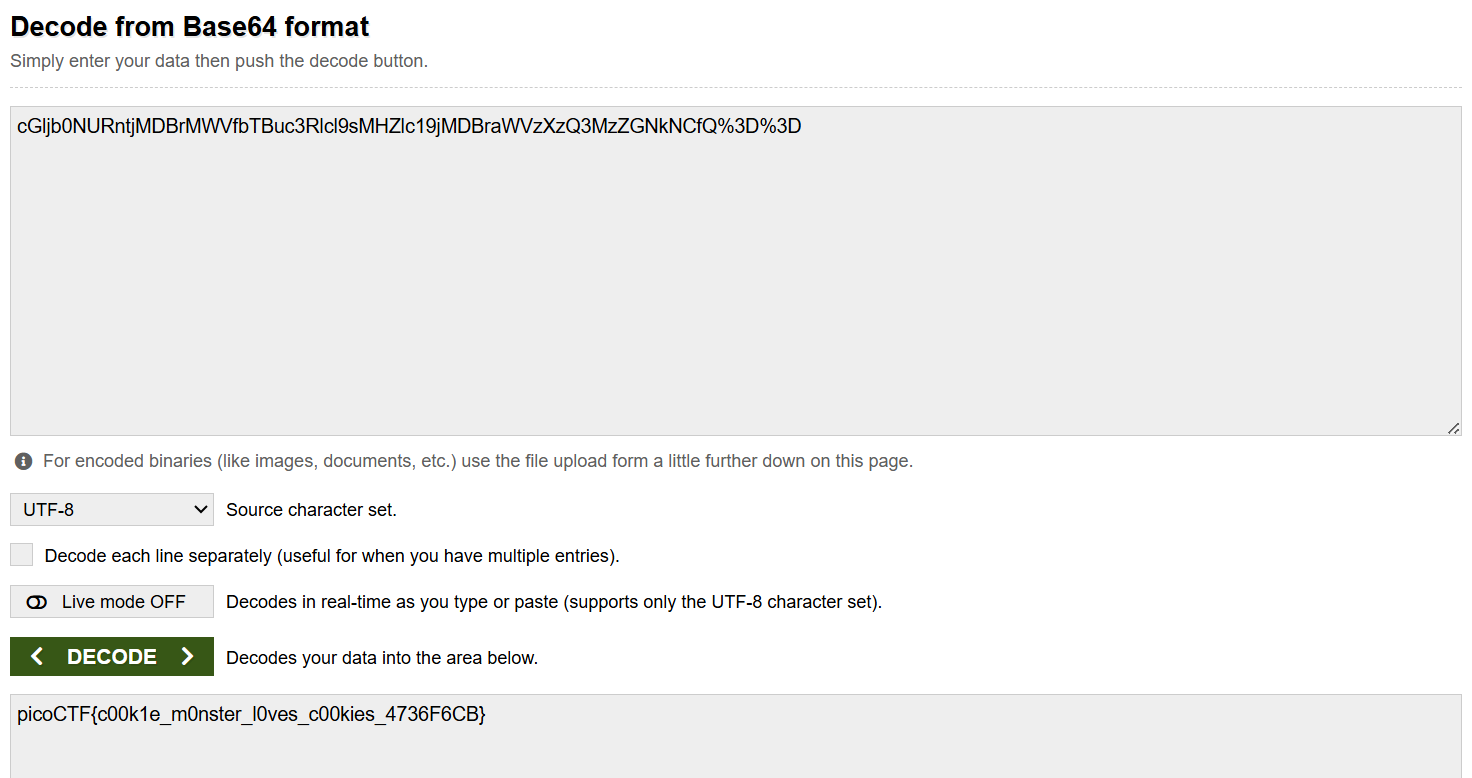 Decode from Base64 format
Simply enter your data then push the decode button.
cGljb0NURntjMDBrMWVfbTBuc3Rlcl9sMHZlc19jMDBraWVzXzQ3MzZGNkNCfQ%3D%3D
For encoded binaries (like images, documents, etc.) use the file upload form a little further down on this page.
UTF-8 Source character set.
Decode each line separately (useful for when you have multiple entries).
Live mode OFF Decodes in real-time as you type or paste (supports only the UTF-8 character set).
< DECODE > Decodes your data into the area below.
picoCTF{c00k1e_m0nster_l0ves_c00kies_4736F6CB}